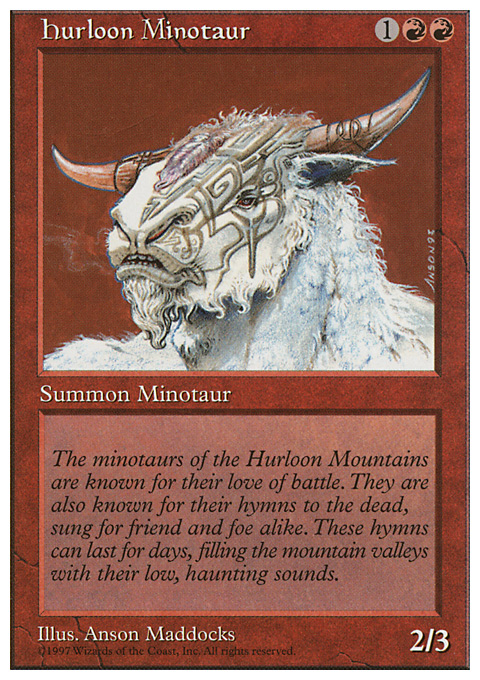 Hurloon Minotaur 1
ANSON92
Summon Minotaur
The minotaurs of the Hurloon Mountains
are known for their love of battle. They are
also known for their hymns to the dead,
sung for friend and foe alike. These hymns
can last for days, filling the mountain valleys
with their low, haunting sounds.
Illus. Anson Maddocks
©1997 Wizards of the Coast, Inc. All rights reserved.
2/3